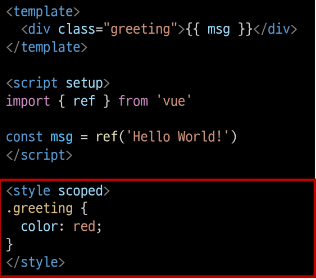 <template>
  <div class="greeting">{{ msg }}</div>
</template>

<script setup>
import { ref } from 'vue'

const msg = ref('Hello World!')
</script>

<style scoped>
.greeting {
  color: red;
}
</style>